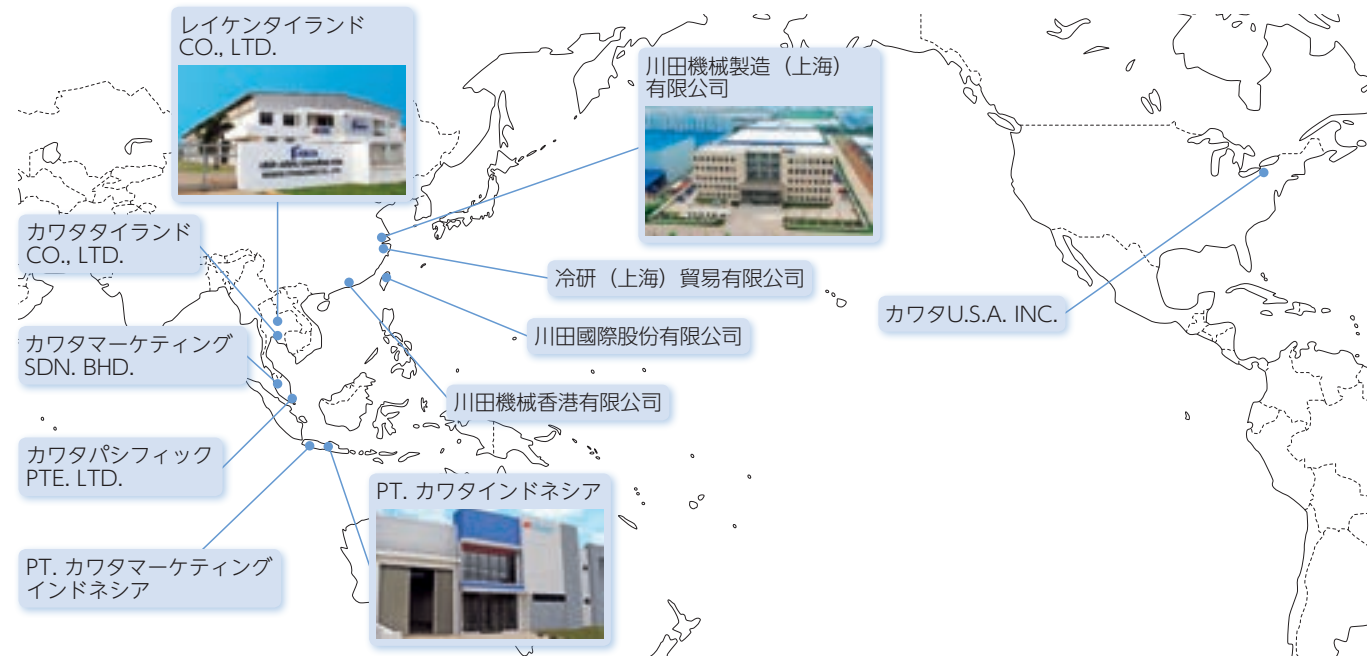 レイケンタイランド
CO., LTD.
川田機械製造（上海）
有限公司
カワタタイランド
CO., LTD.
冷研（上海）貿易有限公司
カワタU.S.A. INC.
川田國際股份有限公司
カワタマーケティング
SDN. BHD.
川田機械香港有限公司
カワタパシフィック
PTE. LTD.
PT. カワタインドネシア
PT. カワタマーケティング
インドネシア